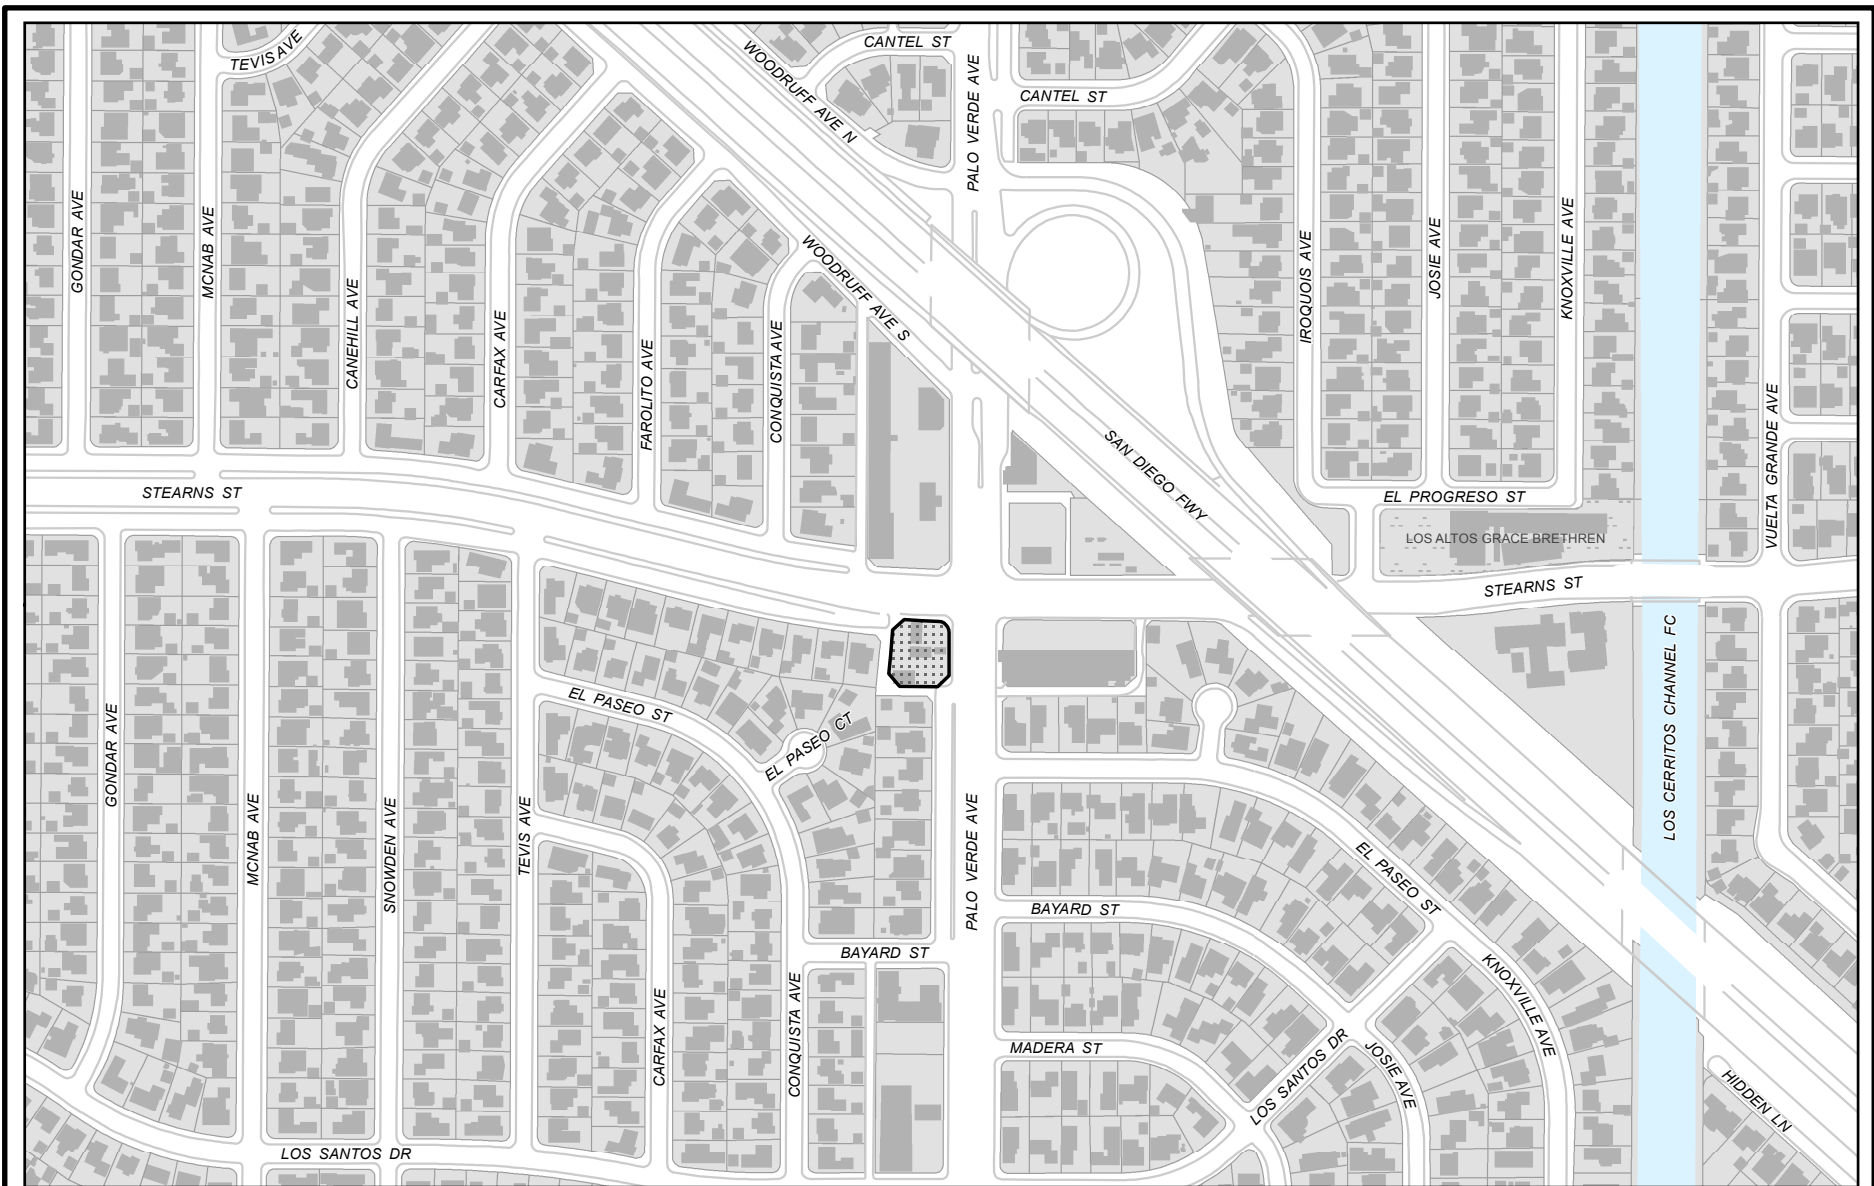 TEVIS AVE
CANTEL ST
WOODRUFF AVE N
PALO VERDE AVE
CANTEL ST
GONDAR AVE
MCNAB AVE
CANEHILL AVE
CARFAX AVE
FAROLITO AVE
CONQUISTA AVE
WOODRUFF AVE S
IROQUOIS AVE
JOSIE AVE
KNOXVILLE AVE
VUELTA GRANDE AVE
SAN DIEGO FWY
STEARNS ST
EL PROGRESO ST
LOS ALTOS GRACE BRETHREN
STEARNS ST
LOS CERRITOS CHANNEL FC
EL PASEO ST
EL PASEO CT
GONDAR AVE
MCNAB AVE
SNOWDEN AVE
TEVIS AVE
PALO VERDE AVE
EL PASEO ST
BAYARD ST
BAYARD ST
KNOXVILLE AVE
CARFAX AVE
CONQUISTA AVE
MADERA ST
LOS SANTOS DR
JOSIE AVE
HIDDEN LN
LOS SANTOS DR